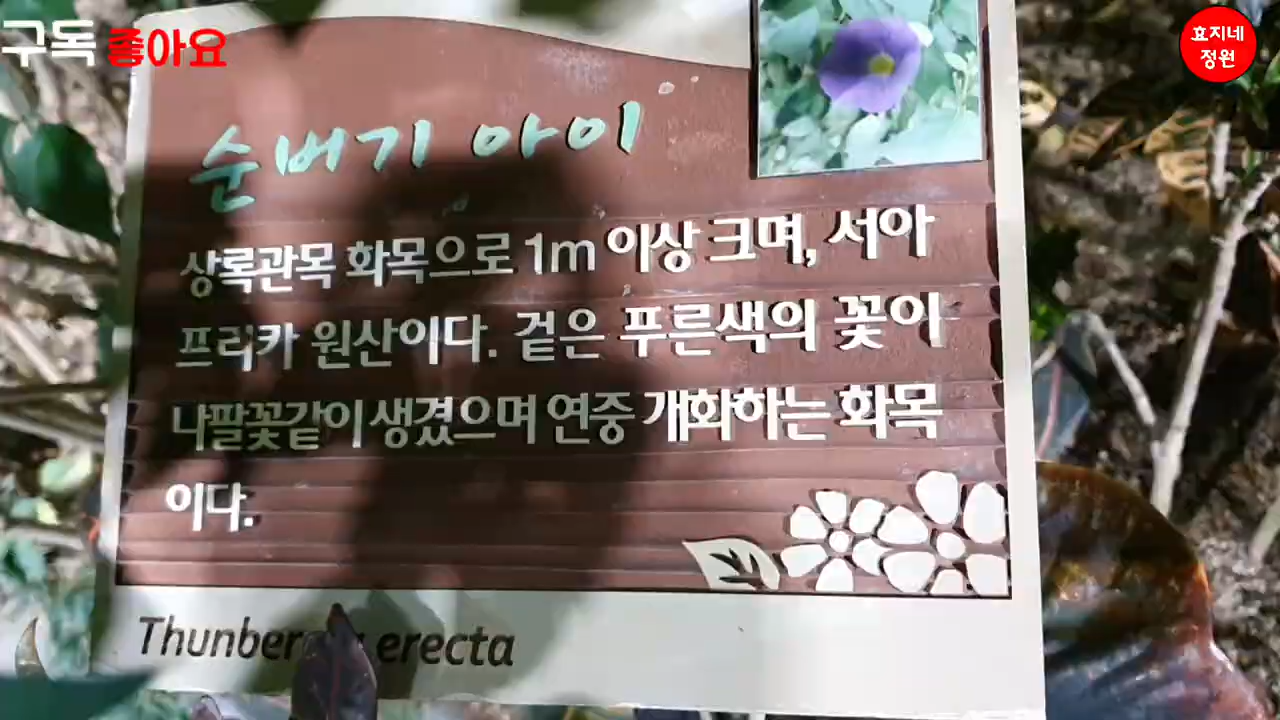 구독 좋아요
효지네
정원
순버기 아이
상록관목 화목으로 1m 이상 크며, 서아
프리카 원산이다. 겉은 푸른색의 꽃이
나팔꽃같이 생겼으며 연중 개화하는 화목
이다.
erecta